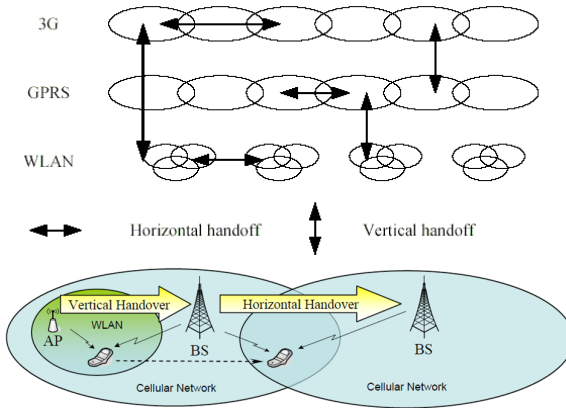 3G
GPRS
WLAN
Horizontal handoff
Vertical handoff
Vertical Handover
Horizontal Handover
WLAN
AP
BS
BS
Cellular Network
Cellular Network